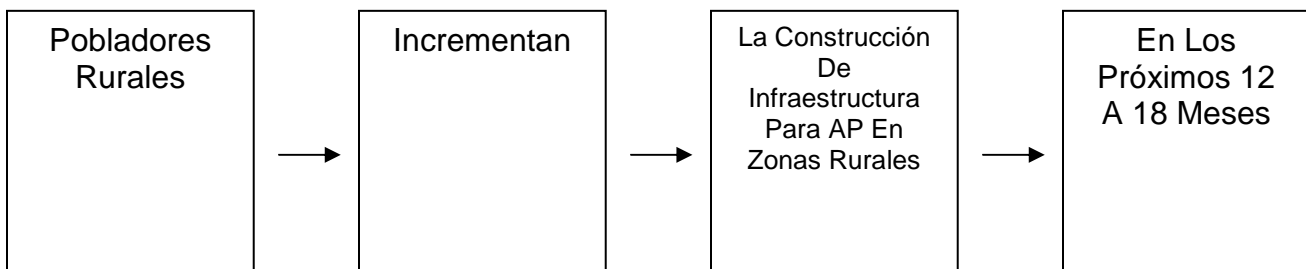 Pobladores
Rurales
Incrementan
La Construcción
De
Infraestructura
Para AP En
Zonas Rurales
En Los
Próximos 12
A 18 Meses